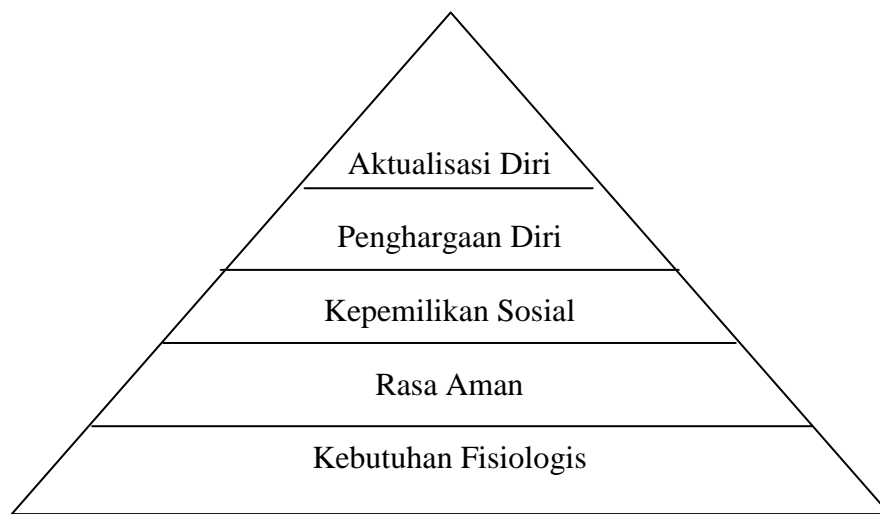 Aktualisasi Diri
Penghargaan Diri
Kepemilikan Sosial
Rasa Aman
Kebutuhan Fisiologis